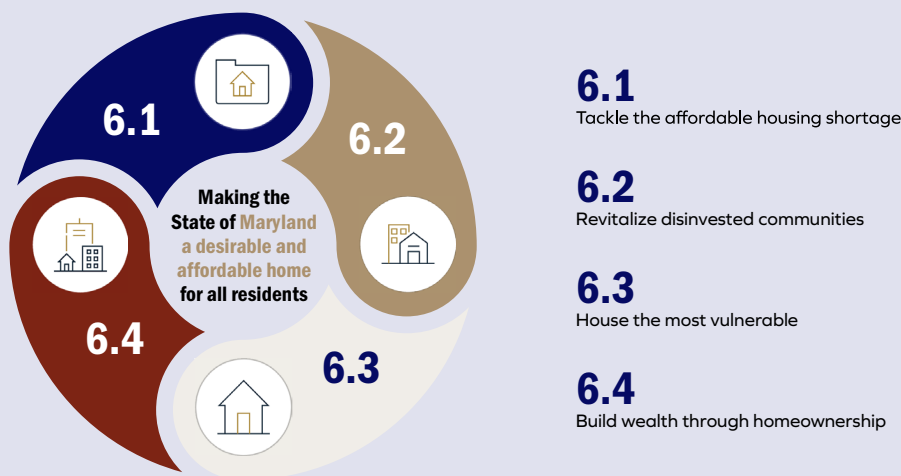 6.1
6.2
Making the
State of Maryland
a desirable and
affordable home
for all residents
6.4
6.3
6.1
Tackle the affordable housing shortage
6.2
Revitalize disinvested communities
6.3
House the most vulnerable
6.4
Build wealth through homeownership